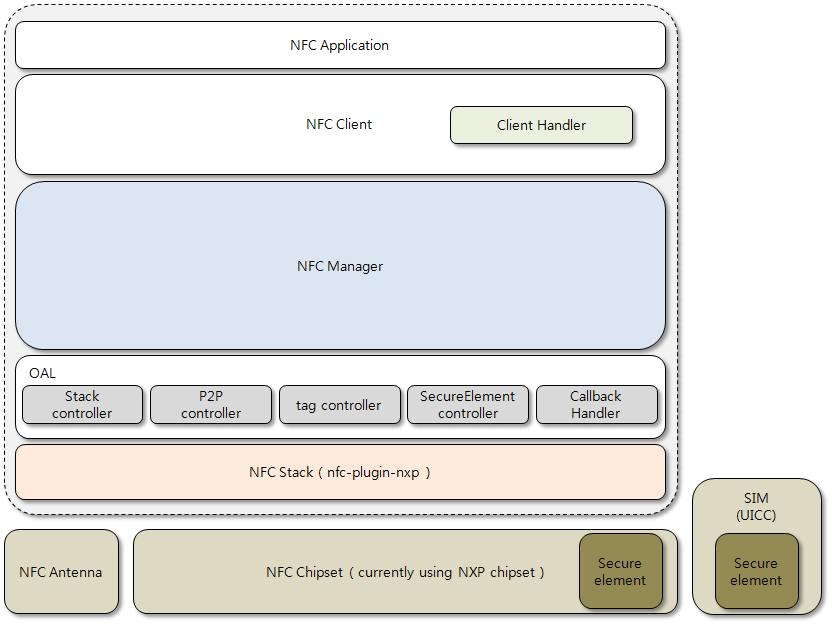 NFC Application
NFC Client
Client Handler
NFC Manager
OAL
Stack
controller
P2P
controller
tag controller
SecureElement
controller
Callback
Handler
NFC Stack ( nfc-plugin-nxp )
SIM
(UICC)
Secure
element
NFC Antenna
NFC Chipset ( currently using NXP chipset )
Secure
element